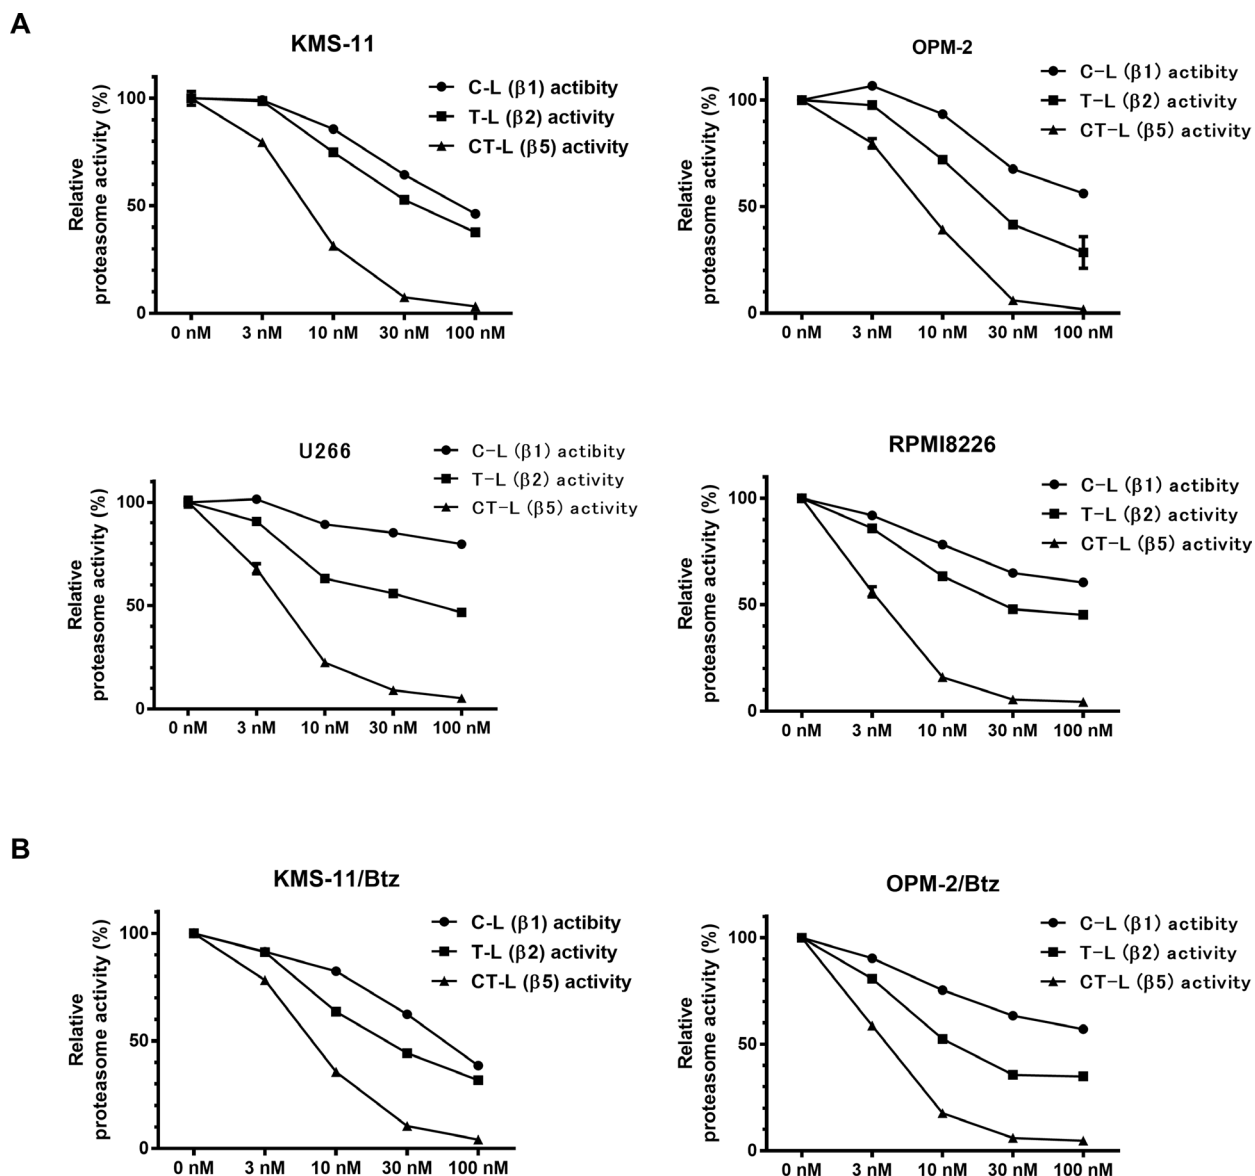 A
KMS-11
Relative
proteasome activity (%)
100
50
0
0 nM 3 nM 10 nM 30 nM 100 nM
C-L (β1) actibity
T-L (β2) activity
CT-L (β5) activity
OPM-2
Relative
proteasome activity (%)
100
50
0
0 nM 3 nM 10 nM 30 nM 100 nM
C-L (β1) actibity
T-L (β2) activity
CT-L (β5) activity
U266
Relative
proteasome activity (%)
100
50
0
0 nM 3 nM 10 nM 30 nM 100 nM
C-L (β1) actibity
T-L (β2) activity
CT-L (β5) activity
RPMI8226
Relative
proteasome activity (%)
100
50
0
0 nM 3 nM 10 nM 30 nM 100 nM
C-L (β1) actibity
T-L (β2) activity
CT-L (β5) activity
B
KMS-11/Btz
Relative
proteasome activity (%)
100
50
0
0 nM 3 nM 10 nM 30 nM 100 nM
C-L (β1) actibity
T-L (β2) activity
CT-L (β5) activity
OPM-2/Btz
Relative
proteasome activity (%)
100
50
0
0 nM 3 nM 10 nM 30 nM 100 nM
C-L (β1) actibity
T-L (β2) activity
CT-L (β5) activity